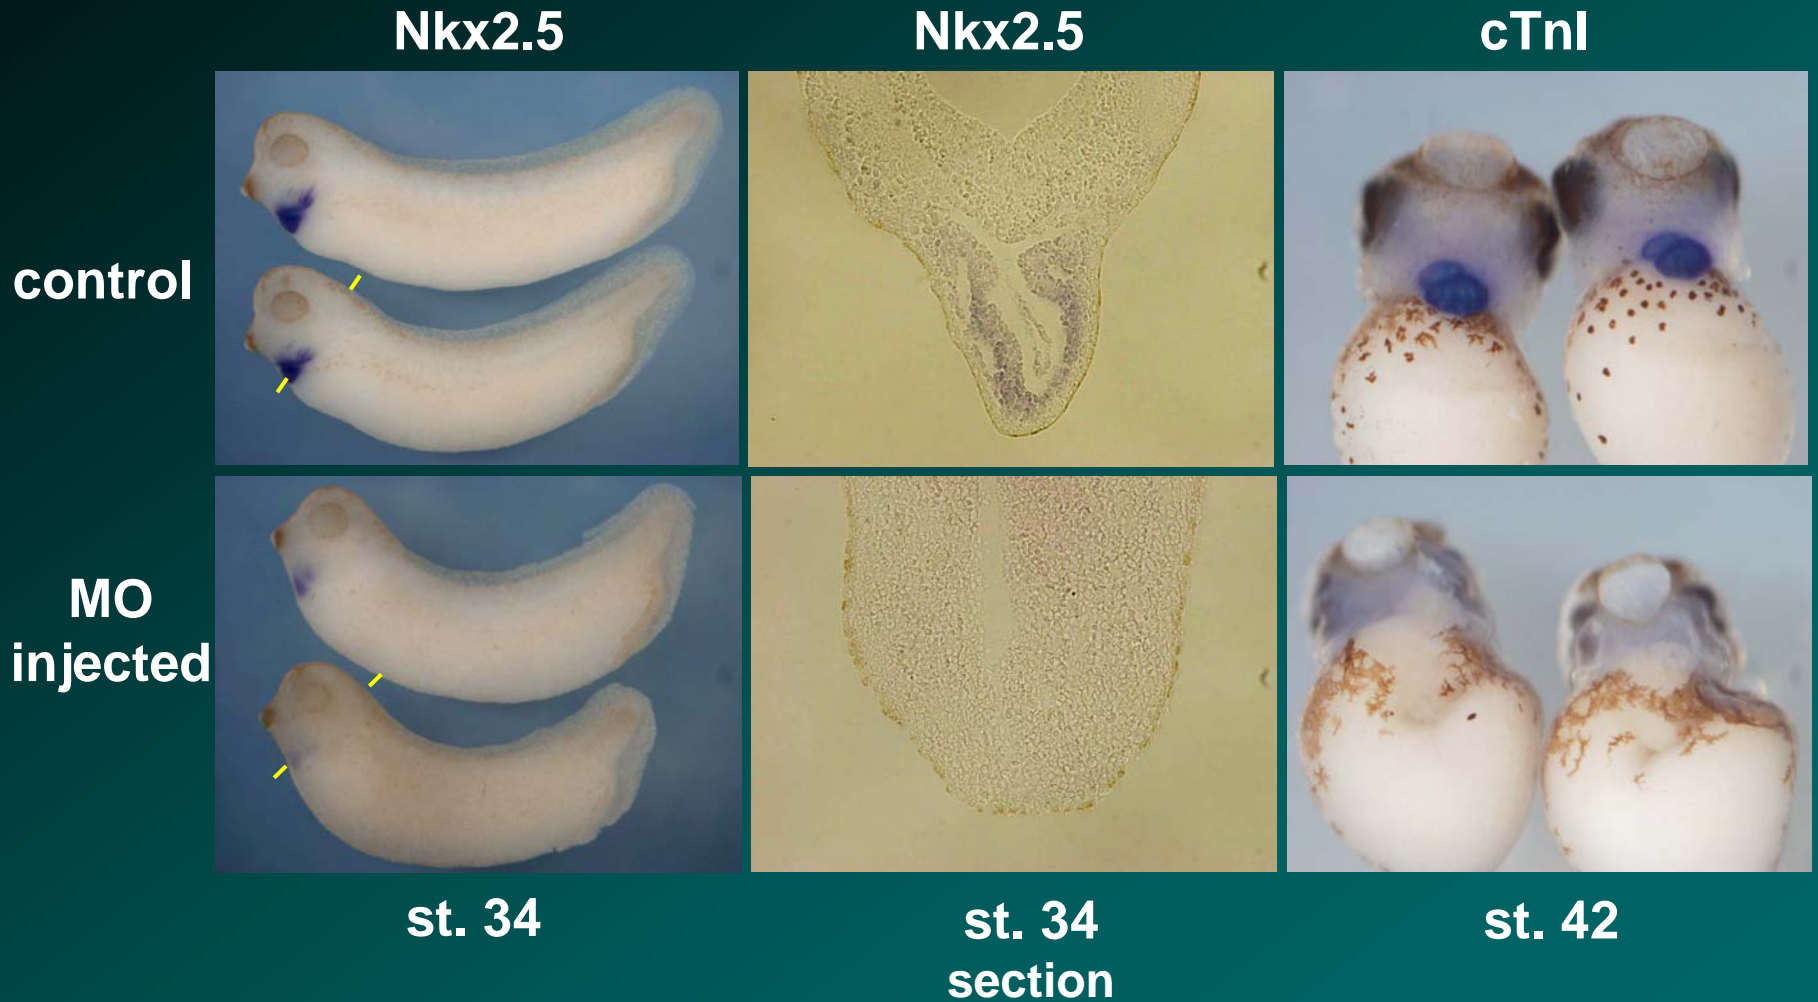 Nkx2.5
Nkx2.5
cTnI
control
MO
injected
st. 34
st. 34
section
st. 42